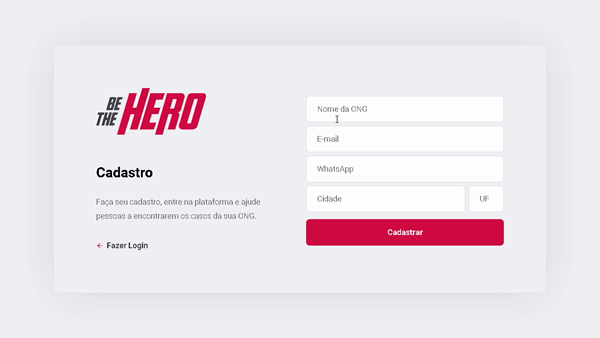 BE
THE HERO
Cadastro
Faça seu cadastro, entre na plataforma e ajude
pessoas a encontrarem os casos da sua ONG.
← Fazer Login
Nome da ONG
E-mail
WhatsApp
Cidade UF
Cadastrar